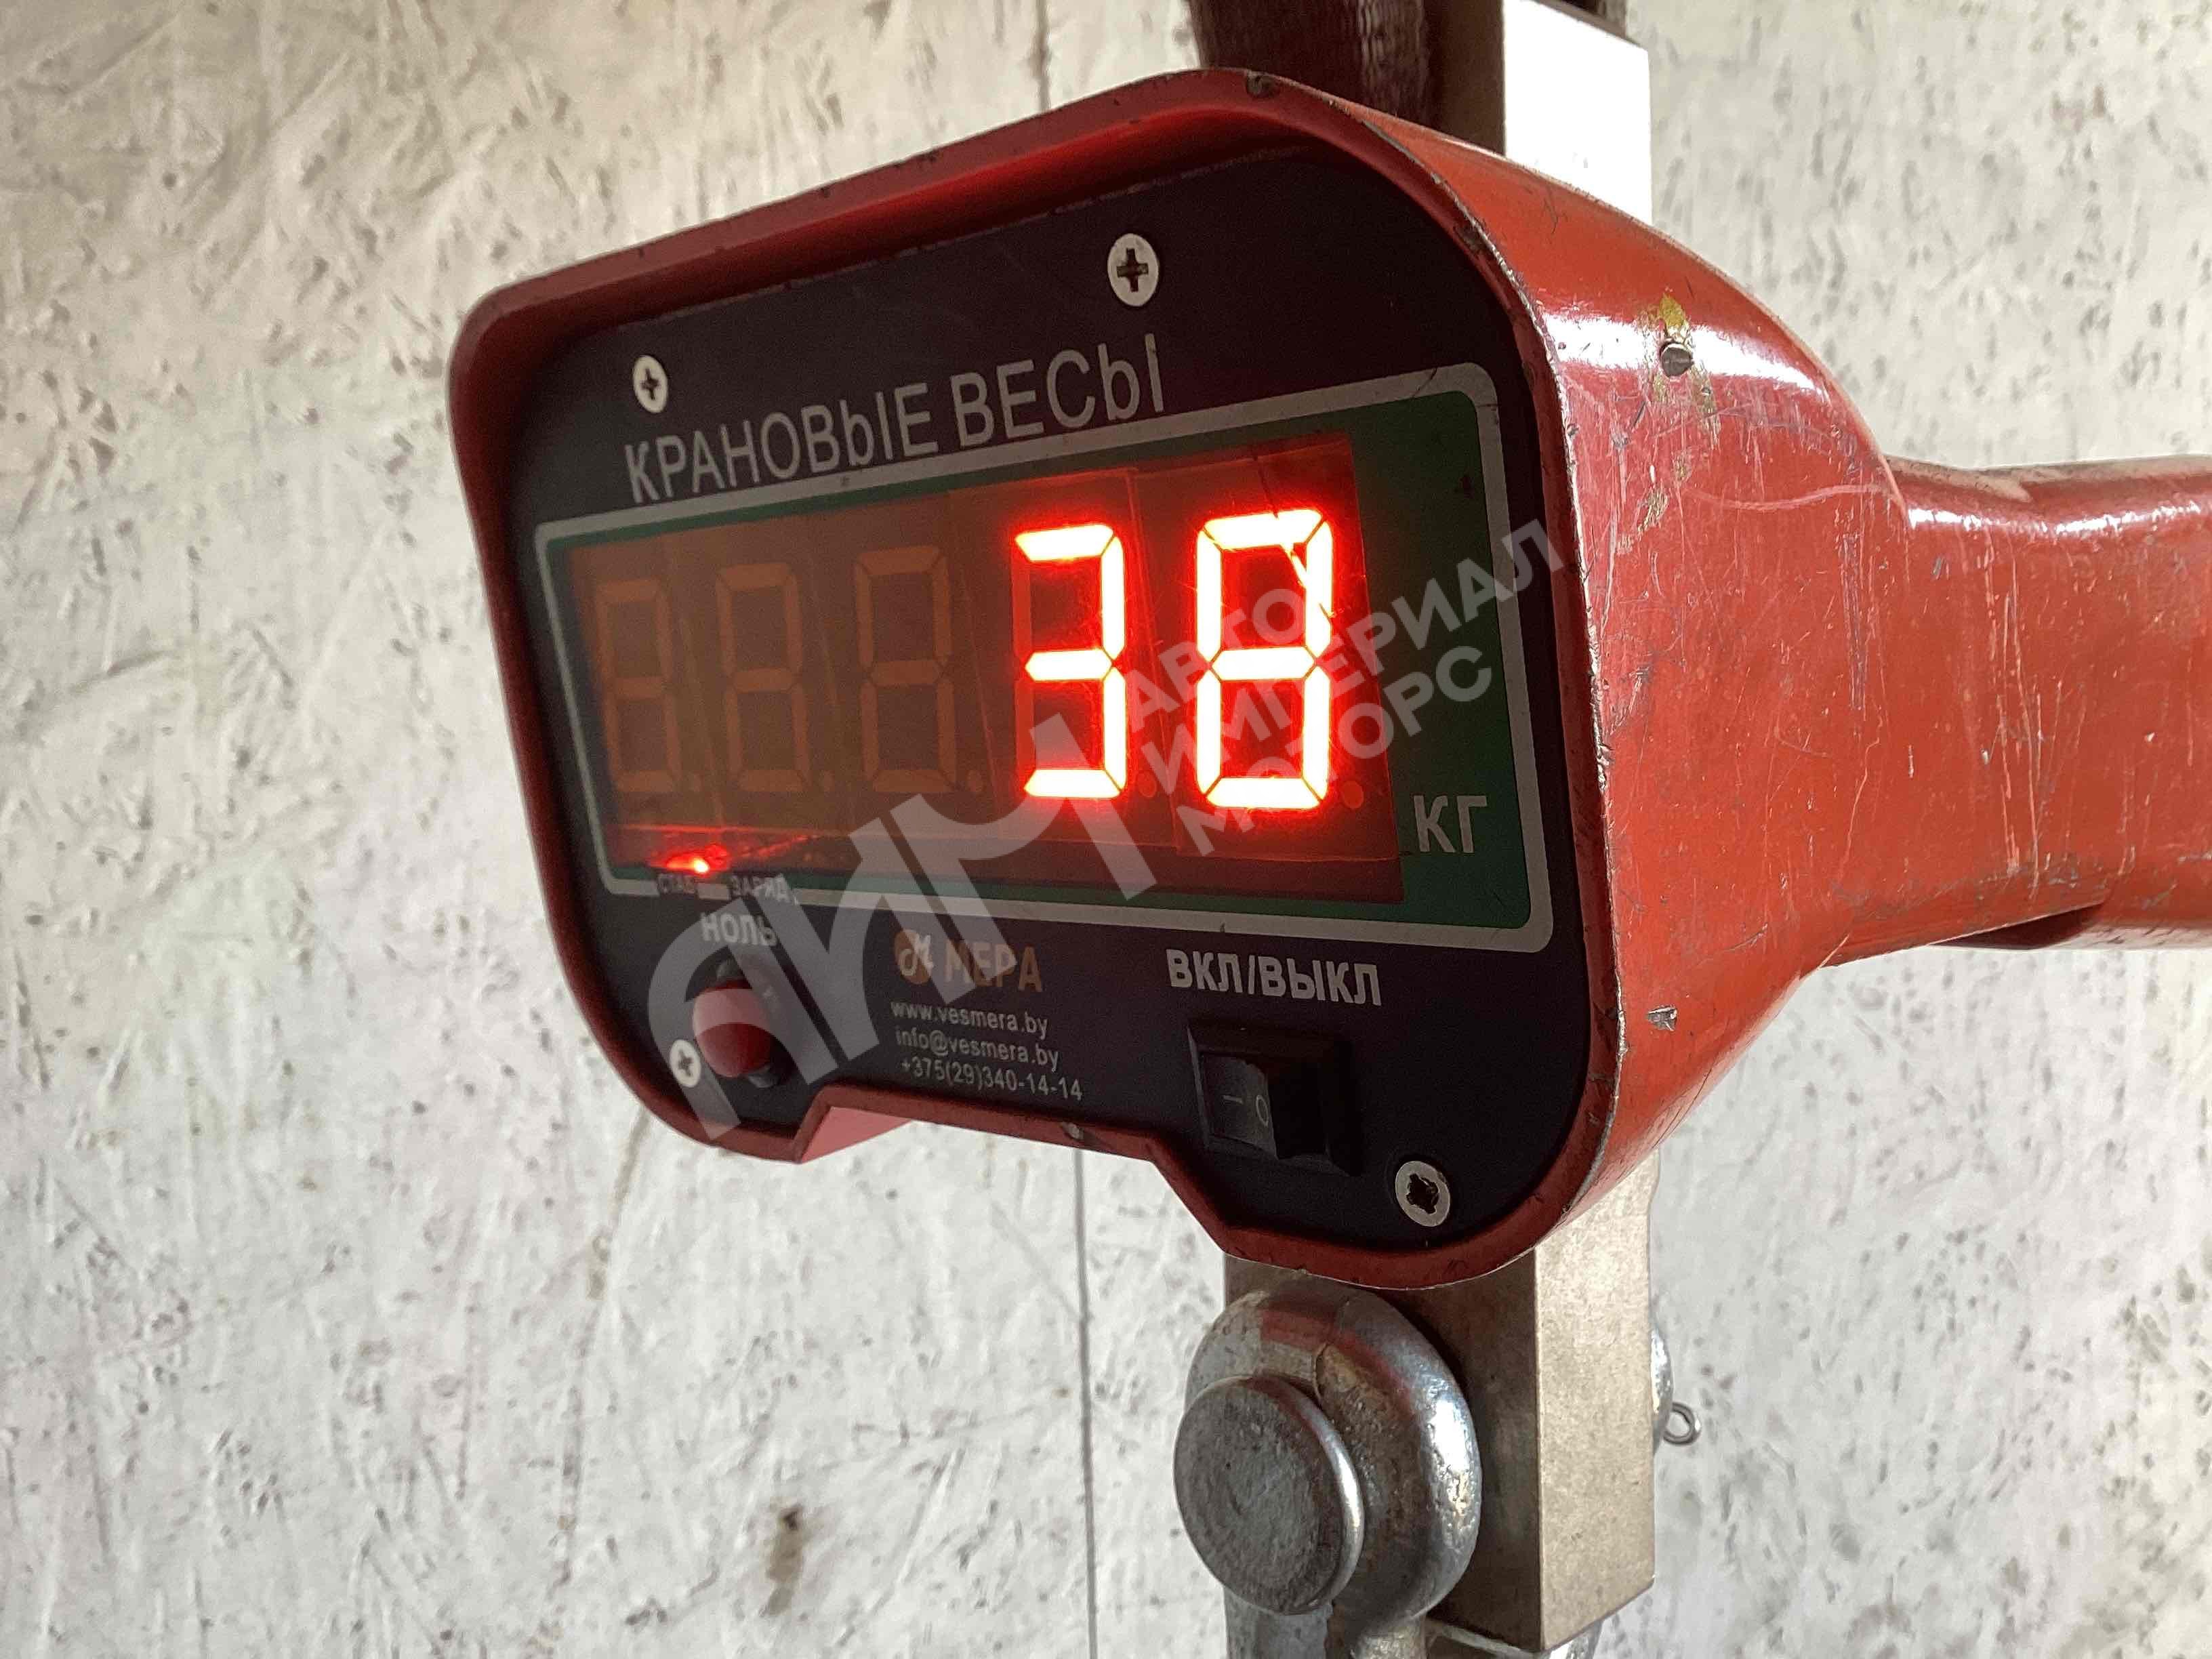 КРАНОВЫЕ ВЕСЫ
38
КГ
СТАБ ЗАРЯД
НОЛЬ
МЕРА
ВКЛ/ВЫКЛ
www.vesmera.by
info@vesmera.by
+375(29)340-14-14
– O
АИМ
АВТО
ИМПЕРИАЛ
МОТОРС